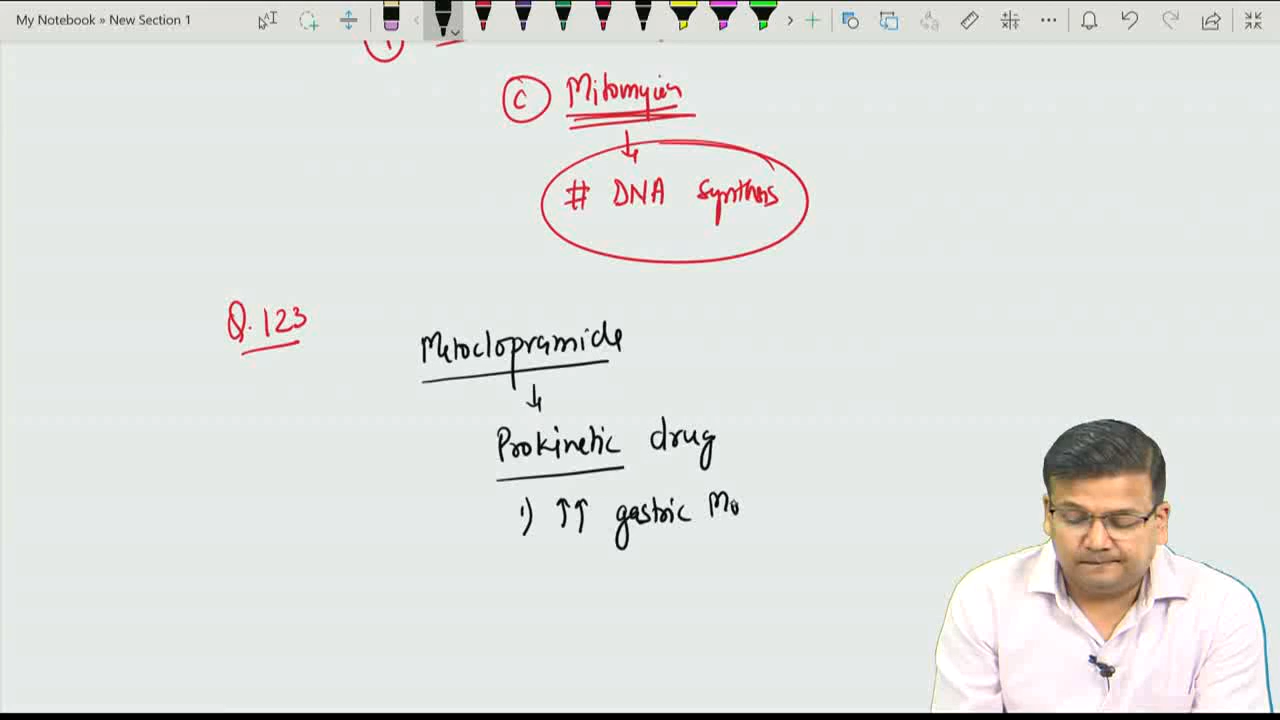 My Notebook » New Section 1
C Mitomycin
↓
# DNA synthesis
Q. 123
Metoclopramide
↓
Prokinetic drug
1) ↑↑ gastric Mo